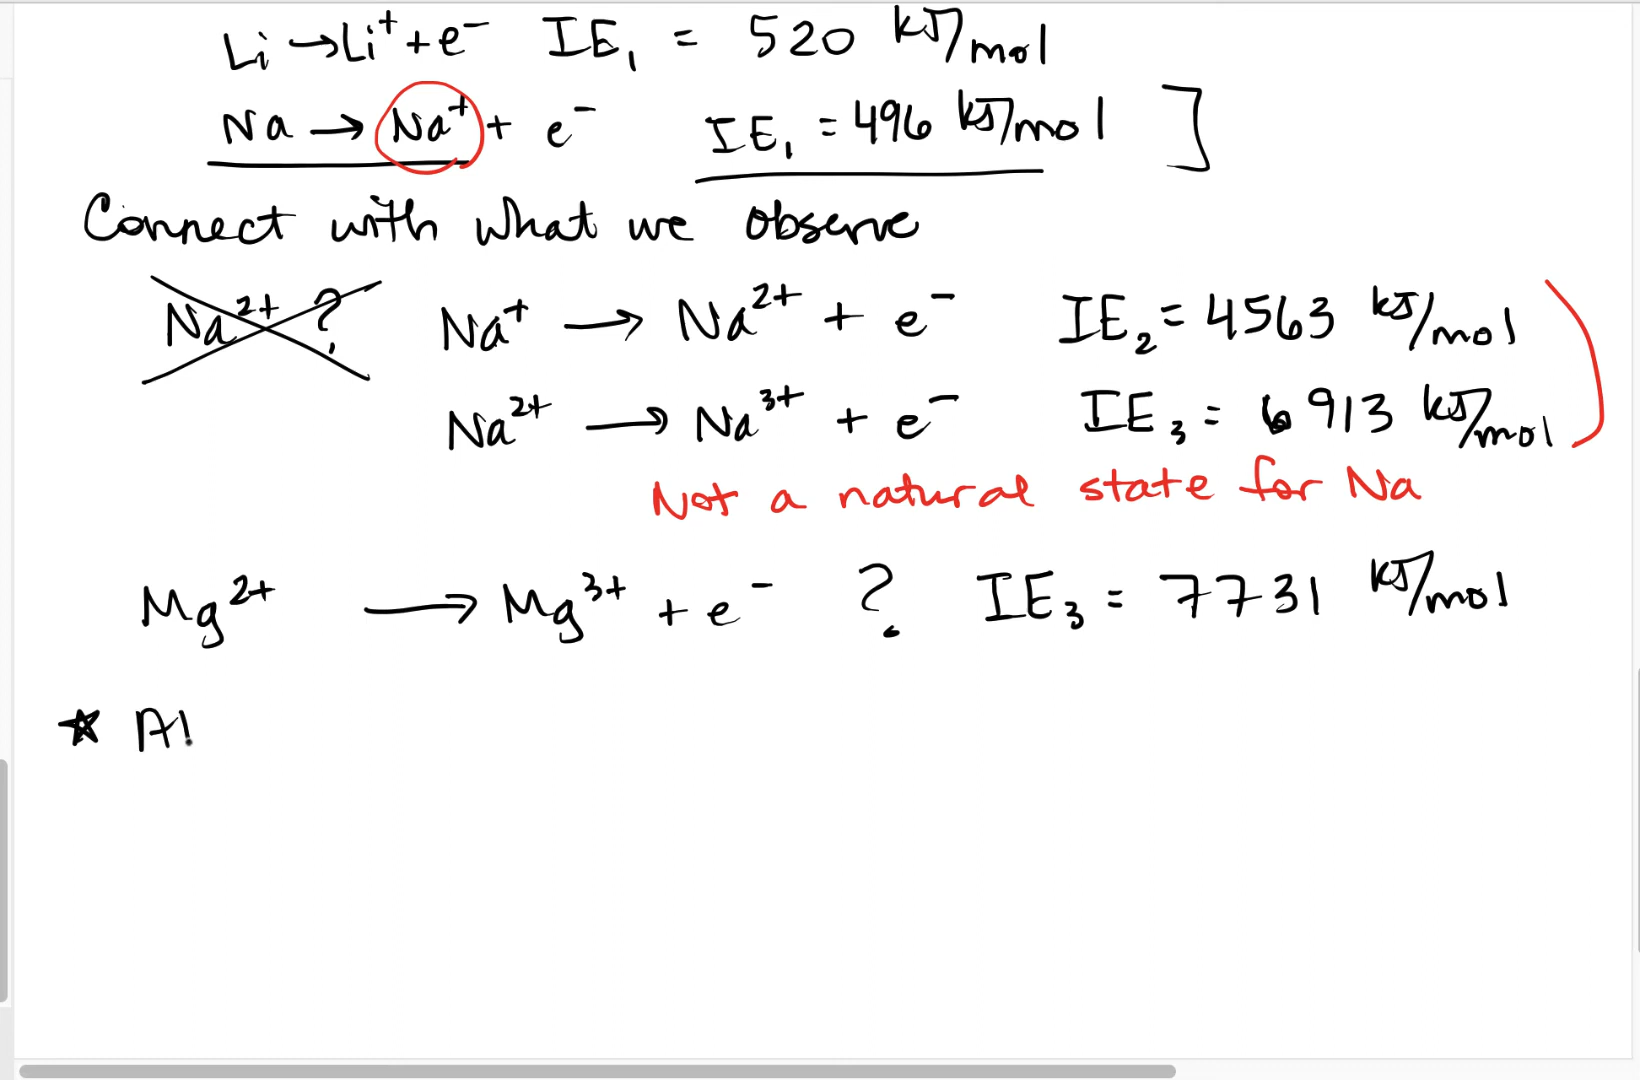 Li → Li⁺ + e⁻ IE₁ = 520 kJ/mol
Na → Na⁺ + e⁻ IE₁ = 496 kJ/mol ]
Connect with what we observe
Na²⁺ ? Na⁺ → Na²⁺ + e⁻ IE₂ = 4563 kJ/mol
Na²⁺ → Na³⁺ + e⁻ IE₃ = 6913 kJ/mol
Not a natural state for Na
Mg²⁺ → Mg³⁺ + e⁻ ? IE₃ = 7731 kJ/mol
☆ Al